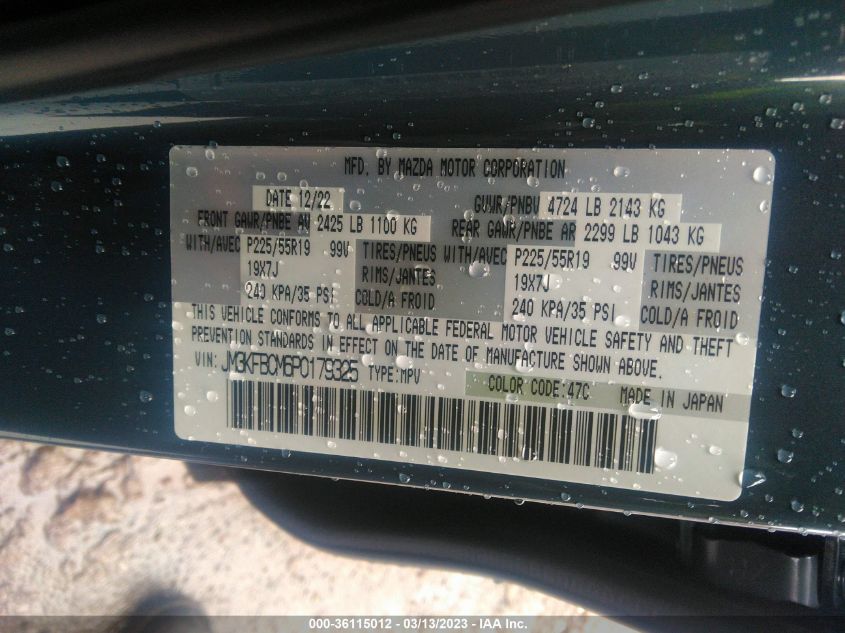 MFD. BY MAZDA MOTOR CORPORATION
DATE 12/22 GVWR/PNBV 4724 LB 2143 KG
FRONT GAWR/PNBE AV 2425 LB 1100 KG REAR GAWR/PNBE AR 2299 LB 1043 KG
WITH/AVEC P225/55R19 99V TIRES/PNEUS WITH/AVEC P225/55R19 99V TIRES/PNEUS
19X7J RIMS/JANTES 19X7J RIMS/JANTES
240 KPA/35 PSI COLD/A FROID 240 KPA/35 PSI COLD/A FROID
THIS VEHICLE CONFORMS TO ALL APPLICABLE FEDERAL MOTOR VEHICLE SAFETY AND THEFT
PREVENTION STANDARDS IN EFFECT ON THE DATE OF MANUFACTURE SHOWN ABOVE.
VIN: JM3KFBCM6P0179325 TYPE:MPV
COLOR CODE:47C MADE IN JAPAN
000-36115012 - 03/13/2023 - IAA Inc.